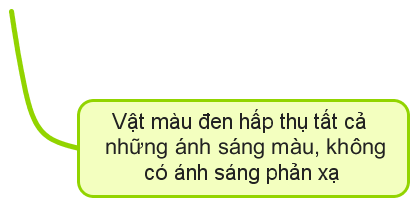 Vật màu đen hấp thụ tất cả
những ánh sáng màu, không
có ánh sáng phản xạ